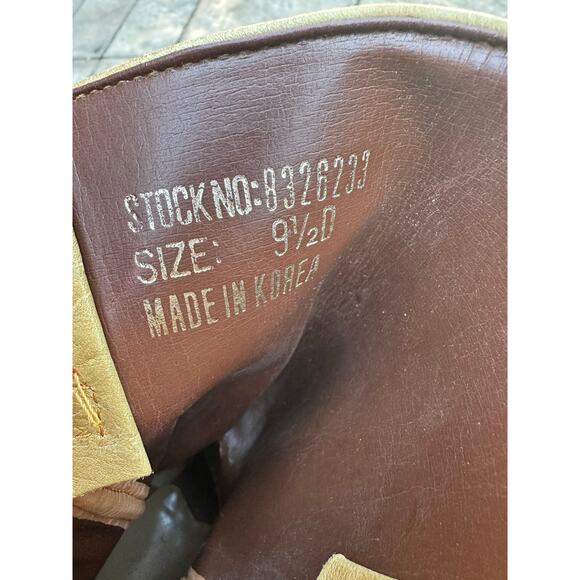 STOCK NO: 8326233
SIZE: 9½D
MADE IN KOREA